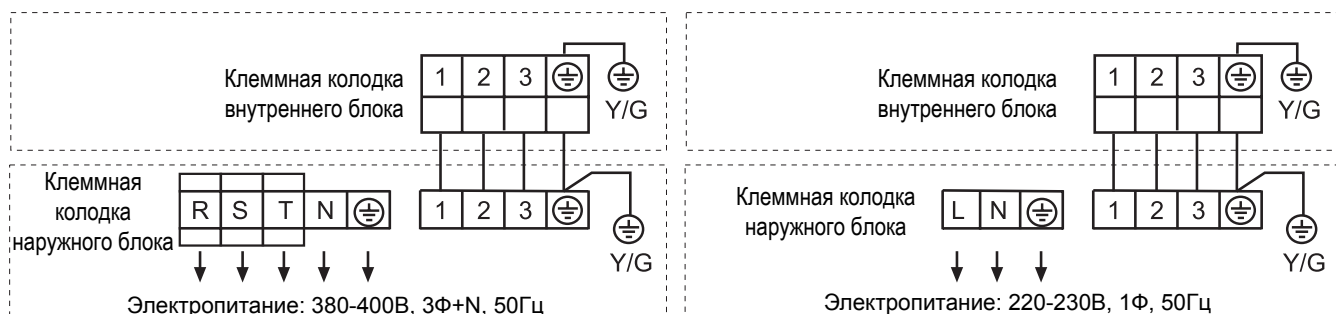 Клеммная колодка
внутреннего блока
1 2 3
Y/G
Клеммная
колодка
наружного блока
R S T N
1 2 3
Y/G
Электропитание: 380-400В, 3Ф+N, 50Гц
Клеммная колодка
внутреннего блока
1 2 3
Y/G
Клеммная колодка
наружного блока
L N
1 2 3
Y/G
Электропитание: 220-230В, 1Ф, 50Гц